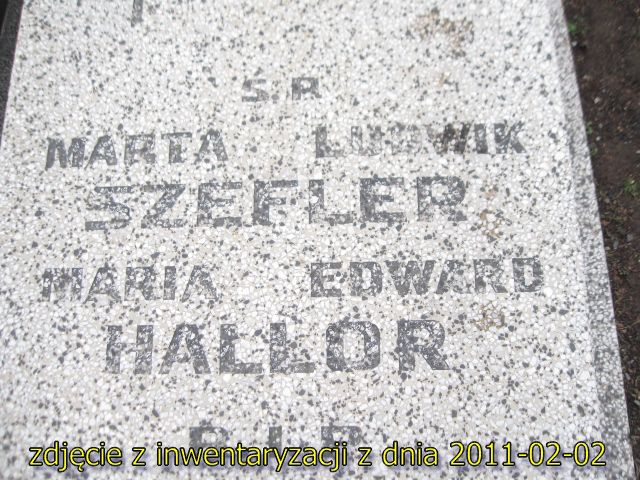 Ś.P.
MARTA LUDWIK
SZEFLER
MARIA EDWARD
HALLOR
R.I.P.
zdjęcie z inwentaryzacji z dnia 2011-02-02